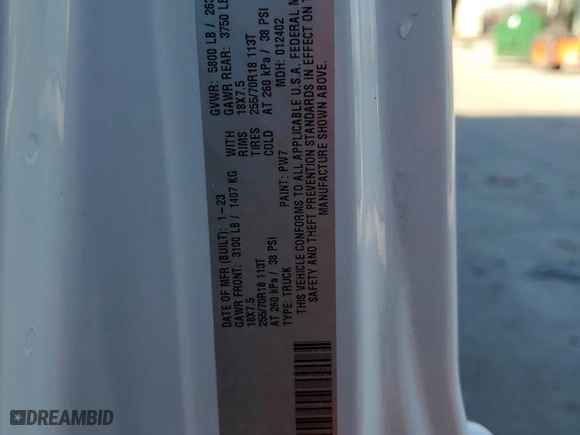 DATE OF MFR (BUILT): 1-23 GVWR: 5800 LB /
GAWR FRONT: 3100 LB / 1407 KG WITH GAWR REAR: 3750
18X7.5 RIMS 18X7.5
255/70R18 113T TIRES 255/70R18 113T
AT 260 kPa / 38 PSI COLD AT 260 kPa / 38 PSI
TYPE: TRUCK PAINT: PW7 MDH: 012402
THIS VEHICLE CONFORMS TO ALL APPLICABLE U.S.A. FEDERAL
SAFETY AND THEFT PREVENTION STANDARDS IN EFFECT ON
MANUFACTURE SHOWN ABOVE.
DREAMBID